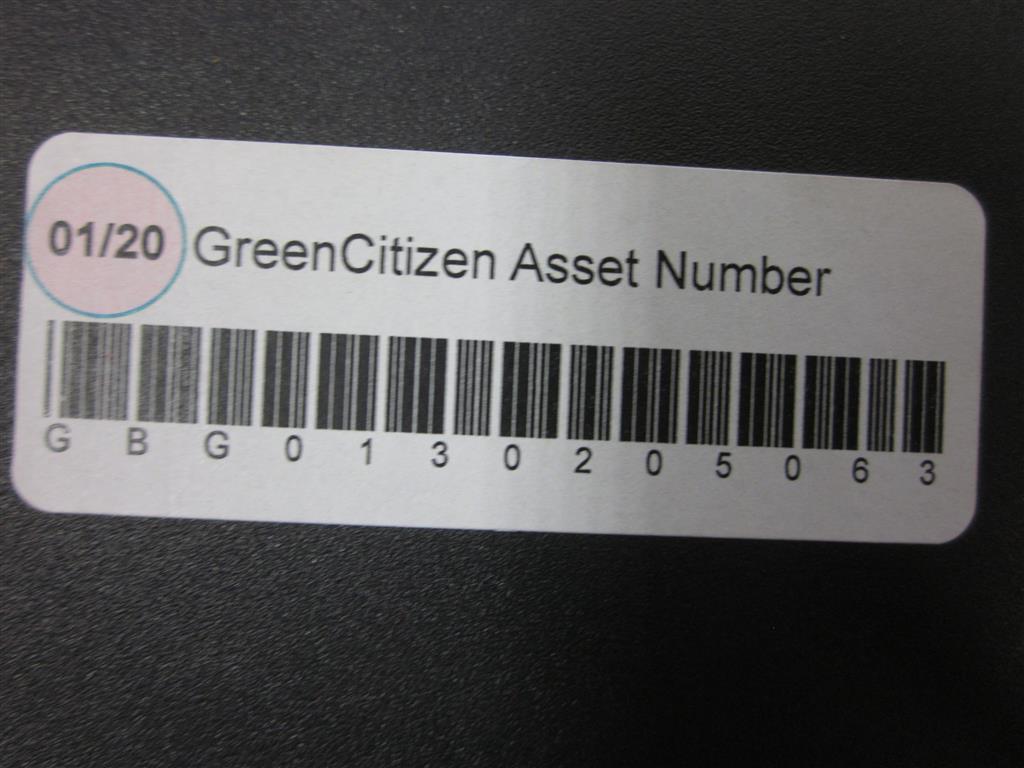 01/20 GreenCitizen Asset Number
G B G 0 1 3 0 2 0 5 0 6 3